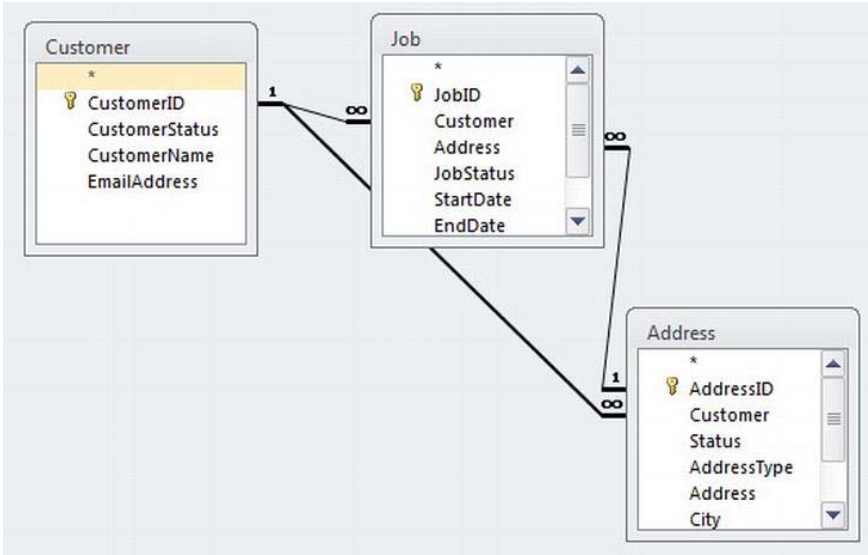 Customer
*
CustomerID
CustomerStatus
CustomerName
EmailAddress
1
∞
Job
*
JobID
Customer
Address
JobStatus
StartDate
EndDate
∞
1
∞
Address
*
AddressID
Customer
Status
AddressType
Address
City